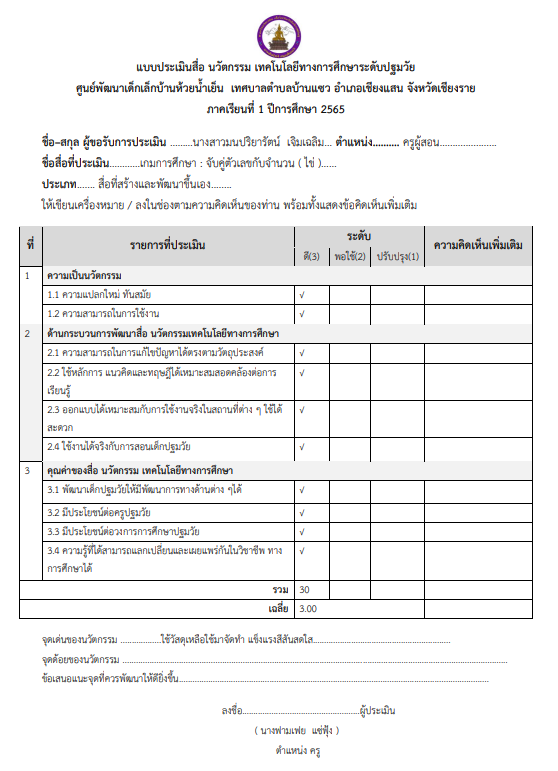 แบบประเมินสื่อ นวัตกรรม เทคโนโลยีทางการศึกษาระดับปฐมวัย
ศูนย์พัฒนาเด็กเล็กบ้านห้วยน้ำเย็น เทศบาลตำบลบ้านแซว อำเภอเชียงแสน จังหวัดเชียงราย
ภาคเรียนที่ 1 ปีการศึกษา 2565
ชื่อ-สกุล ผู้ขอรับการประเมิน .........นางสาวมนปริยารัตน์ เจิมเฉลิม... ตำแหน่ง.......... ครูผู้สอน......................
ชื่อสื่อที่ประเมิน............เกมการศึกษา : จับคู่ตัวเลขกับจำนวน ( ไข่ )......
ประเภท....... สื่อที่สร้างและพัฒนาขึ้นเอง........
ให้เขียนเครื่องหมาย / ลงในช่องตามความคิดเห็นของท่าน พร้อมทั้งแสดงข้อคิดเห็นเพิ่มเติม
ที่ รายการที่ประเมิน ระดับ ความคิดเห็นเพิ่มเติม
ดี(3) พอใช้(2) ปรับปรุง(1)
1 ความเป็นนวัตกรรม
1.1 ความแปลกใหม่ ทันสมัย √
1.2 ความสามารถในการใช้งาน √
2 ด้านกระบวนการพัฒนาสื่อ นวัตกรรมเทคโนโลยีทางการศึกษา
2.1 ความสามารถในการแก้ไขปัญหาได้ตรงตามวัตถุประสงค์ √
2.2 ใช้หลักการ แนวคิดและทฤษฎีได้เหมาะสมสอดคล้องต่อการ √
เรียนรู้
2.3 ออกแบบได้เหมาะสมกับการใช้งานจริงในสถานที่ต่าง ๆ ใช้ได้ √
สะดวก
2.4 ใช้งานได้จริงกับการสอนเด็กปฐมวัย √
3 คุณค่าของสื่อ นวัตกรรม เทคโนโลยีทางการศึกษา
3.1 พัฒนาเด็กปฐมวัยให้มีพัฒนาการทางด้านต่าง ๆได้ √
3.2 มีประโยชน์ต่อครูปฐมวัย √
3.3 มีประโยชน์ต่อวงการการศึกษาปฐมวัย √
3.4 ความรู้ที่ได้สามารถแลกเปลี่ยนและเผยแพร่กันในวิชาชีพ ทาง √
การศึกษาได้
รวม 30
เฉลี่ย 3.00
จุดเด่นของนวัตกรรม .................ใช้วัสดุเหลือใช้มาจัดทำ แข็งแรงสีสันสดใส..........................................................
จุดด้อยของนวัตกรรม ..................................................................................................................................
ข้อเสนอแนะจุดที่ควรพัฒนาให้ดียิ่งขึ้น................................................................................................................
ลงชื่อ.................................................ผู้ประเมิน
( นางฟามเฟย แซ่ฟุ้ง )
ตำแหน่ง ครู